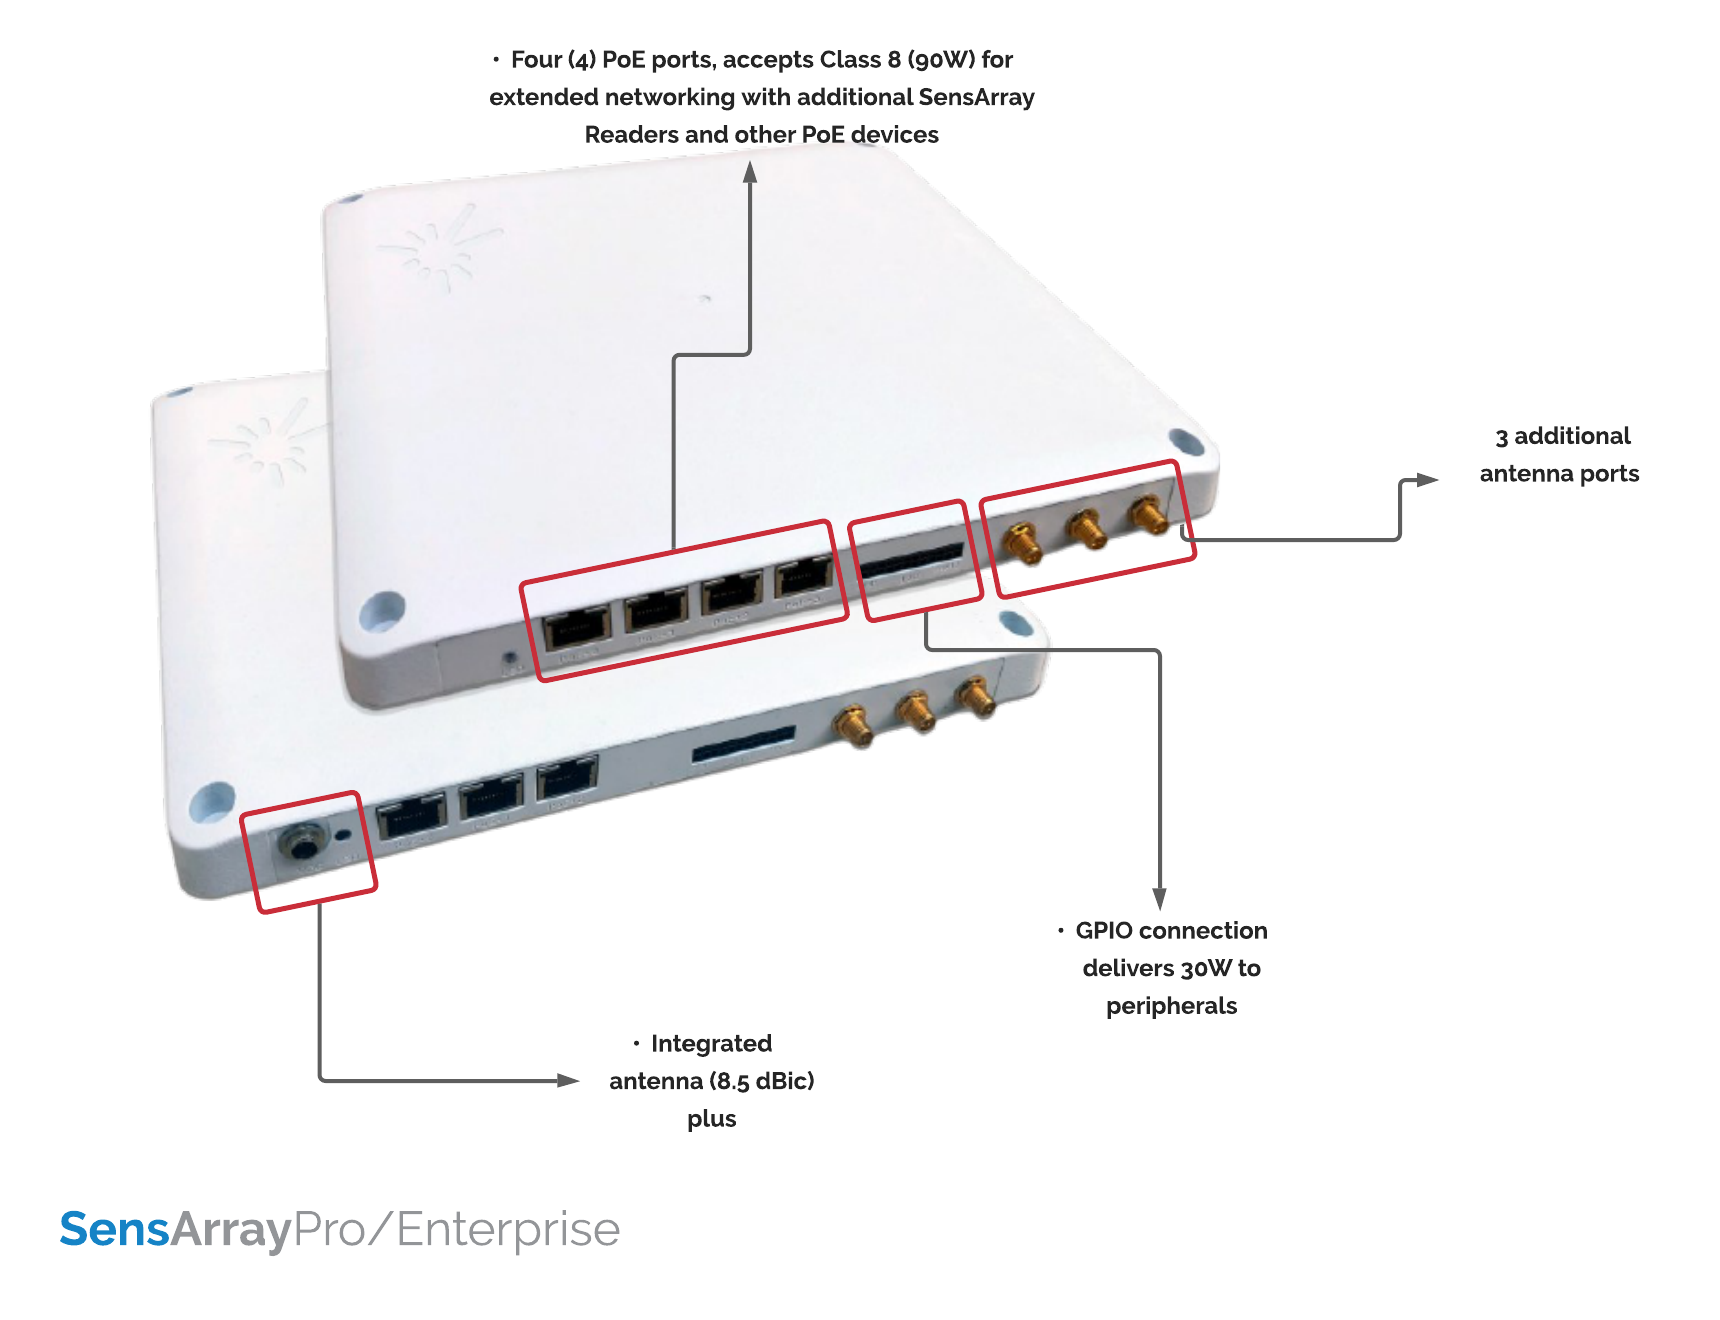 • Four (4) PoE ports, accepts Class 8 (90W) for
extended networking with additional SensArray
Readers and other PoE devices
3 additional
antenna ports
• GPIO connection
delivers 30W to
peripherals
• Integrated
antenna (8.5 dBic)
plus
SensArrayPro/Enterprise